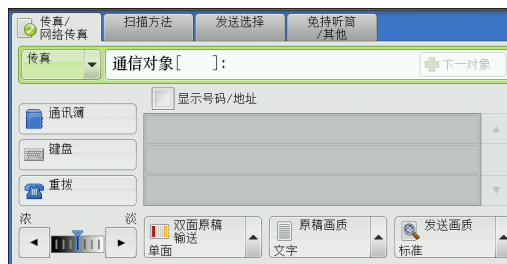 传真/
网络传真
扫描方法
发送选择
免持听筒
/其他
传真
通信对象[ ]:
下一对象
显示号码/地址
通讯簿
键盘
重拨
浓
淡
双面原稿
输送
单面
原稿画质
文字
发送画质
标准